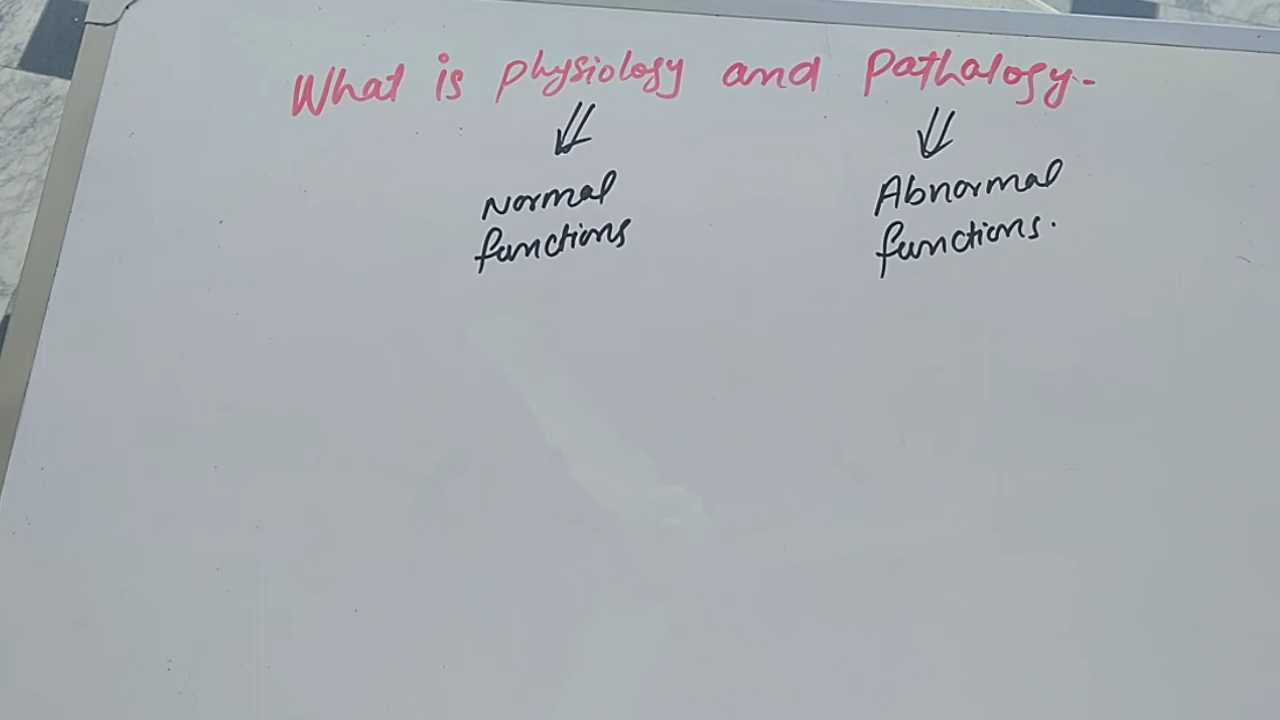 What is physiology and Pathalogy.-
Normal
functions
Abnormal
functions.